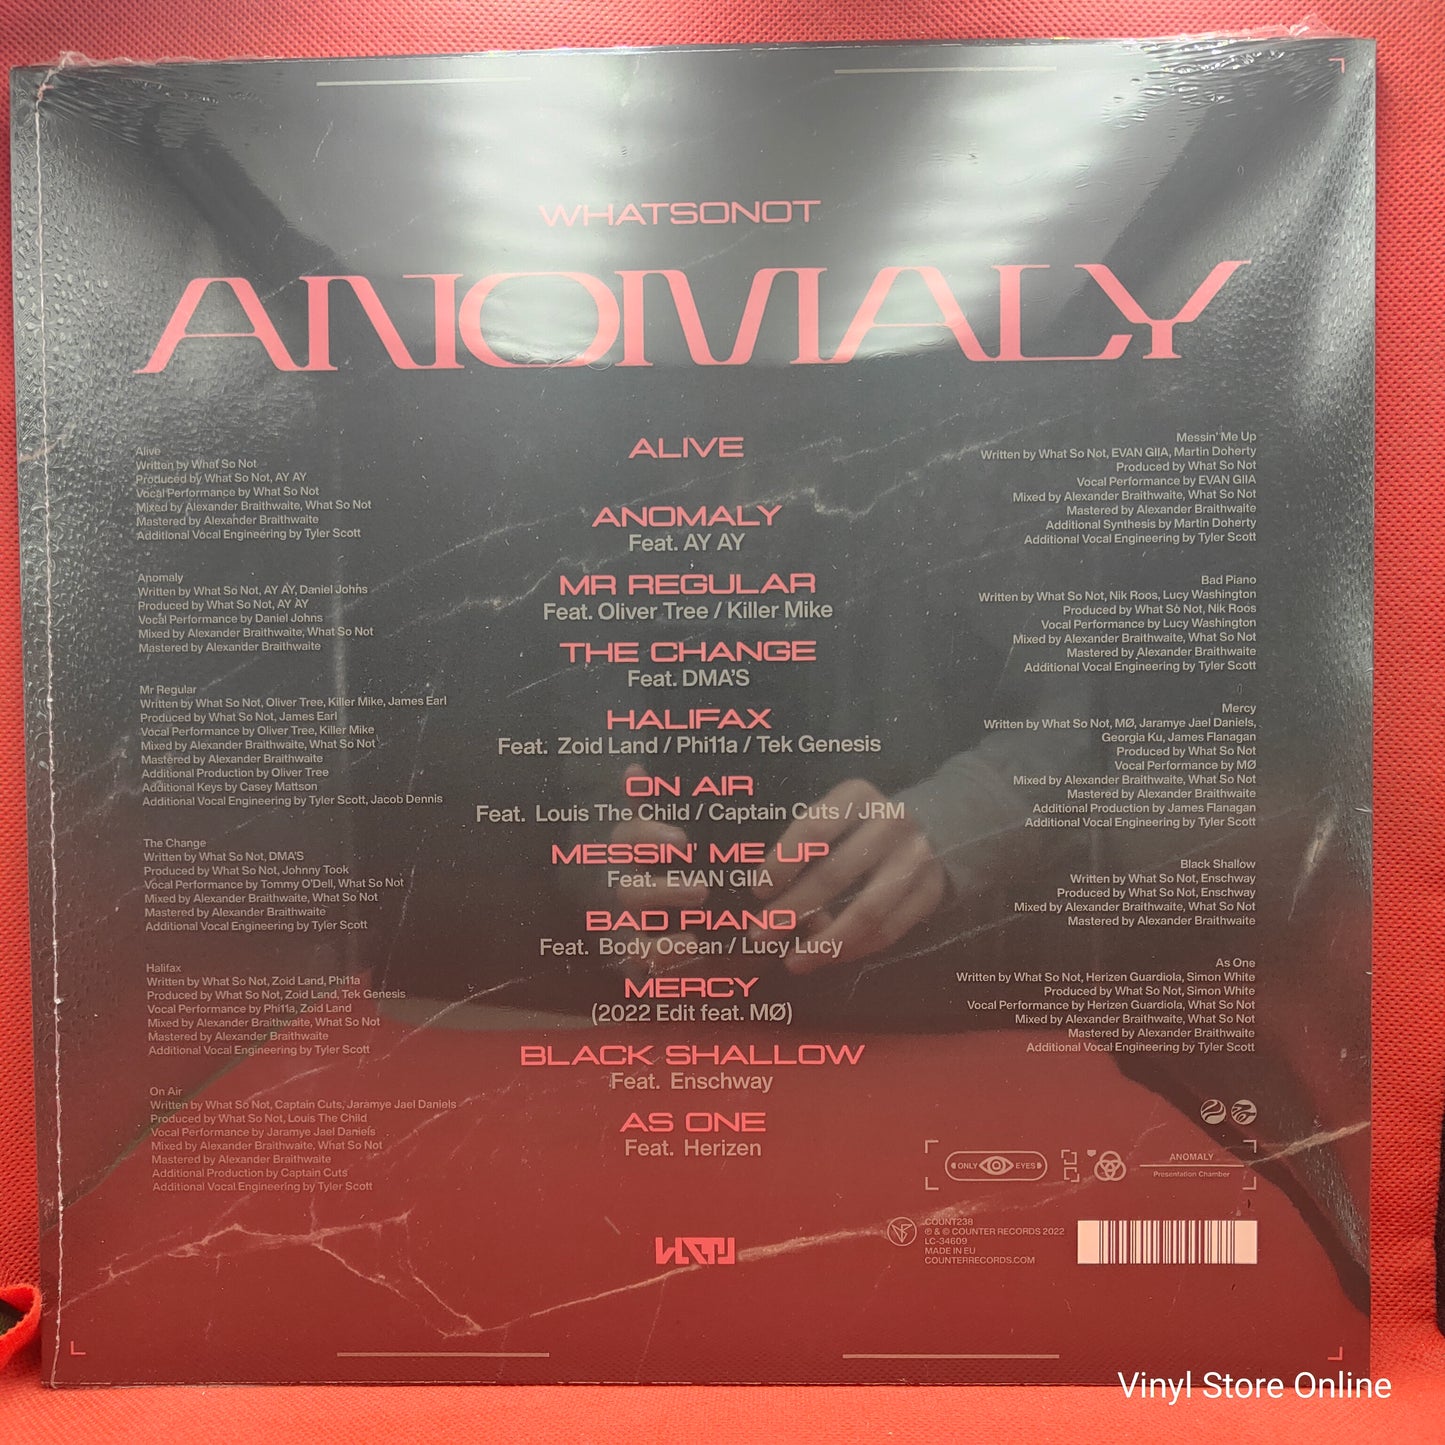 WHATSONOT
ANOMALY
Alive
Written by What So Not
Produced by What So Not, AY AY
Vocal Performance by What So Not
Mixed by Alexander Braithwaite, What So Not
Mastered by Alexander Braithwaite
Additional Vocal Engineering by Tyler Scott
Anomaly
Written by What So Not, AY AY, Daniel Johns
Produced by What So Not, AY AY
Vocal Performance by Daniel Johns
Mixed by Alexander Braithwaite, What So Not
Mastered by Alexander Braithwaite
Mr Regular
Written by What So Not, Oliver Tree, Killer Mike, James Earl
Produced by What So Not, James Earl
Vocal Performance by Oliver Tree, Killer Mike
Mixed by Alexander Braithwaite, What So Not
Mastered by Alexander Braithwaite
Additional Production by Oliver Tree
Additional Keys by Casey Mattson
Additional Vocal Engineering by Tyler Scott, Jacob Dennis
The Change
Written by What So Not, DMA'S
Produced by What So Not, Johnny Took
Vocal Performance by Tommy O'Dell, What So Not
Mixed by Alexander Braithwaite, What So Not
Mastered by Alexander Braithwaite
Additional Vocal Engineering by Tyler Scott
Halifax
Written by What So Not, Zoid Land, Phi11a
Produced by What So Not, Zoid Land, Tek Genesis
Vocal Performance by Phi11a, Zoid Land
Mixed by Alexander Braithwaite, What So Not
Mastered by Alexander Braithwaite
Additional Vocal Engineering by Tyler Scott
On Air
Written by What So Not, Captain Cuts, Jaramye Jael Daniels
Produced by What So Not, Louis The Child
Vocal Performance by Jaramye Jael Daniels
Mixed by Alexander Braithwaite, What So Not
Mastered by Alexander Braithwaite
Additional Production by Captain Cuts
Additional Vocal Engineering by Tyler Scott
ALIVE
ANOMALY
Feat. AY AY
MR REGULAR
Feat. Oliver Tree / Killer Mike
THE CHANGE
Feat. DMA'S
HALIFAX
Feat. Zoid Land / Phi11a / Tek Genesis
ON AIR
Feat. Louis The Child / Captain Cuts / JRM
MESSIN' ME UP
Feat. EVAN GIIA
BAD PIANO
Feat. Body Ocean / Lucy Lucy
MERCY
(2022 Edit feat. MØ)
BLACK SHALLOW
Feat. Enschway
AS ONE
Feat. Herizen
Messin' Me Up
Written by What So Not, EVAN GIIA, Martin Doherty
Produced by What So Not
Vocal Performance by EVAN GIIA
Mixed by Alexander Braithwaite, What So Not
Mastered by Alexander Braithwaite
Additional Synthesis by Martin Doherty
Additional Vocal Engineering by Tyler Scott
Bad Piano
Written by What So Not, Nik Roos, Lucy Washington
Produced by What So Not, Nik Roos
Vocal Performance by Lucy Washington
Mixed by Alexander Braithwaite, What So Not
Mastered by Alexander Braithwaite
Additional Vocal Engineering by Tyler Scott
Mercy
Written by What So Not, MØ, Jaramye Jael Daniels,
Georgia Ku, James Flanagan
Produced by What So Not
Vocal Performance by MØ
Mixed by Alexander Braithwaite, What So Not
Mastered by Alexander Braithwaite
Additional Production by James Flanagan
Additional Vocal Engineering by Tyler Scott
Black Shallow
Written by What So Not, Enschway
Produced by What So Not, Enschway
Mixed by Alexander Braithwaite, What So Not
Mastered by Alexander Braithwaite
As One
Written by What So Not, Herizen Guardiola, Simon White
Produced by What So Not, Simon White
Vocal Performance by Herizen Guardiola, What So Not
Mixed by Alexander Braithwaite, What So Not
Mastered by Alexander Braithwaite
Additional Vocal Engineering by Tyler Scott
ONLY EYES
ANOMALY
Presentation Chamber
COUNT238
℗ & © COUNTER RECORDS 2022
LC-34609
MADE IN EU
COUNTERRECORDS.COM
Vinyl Store Online